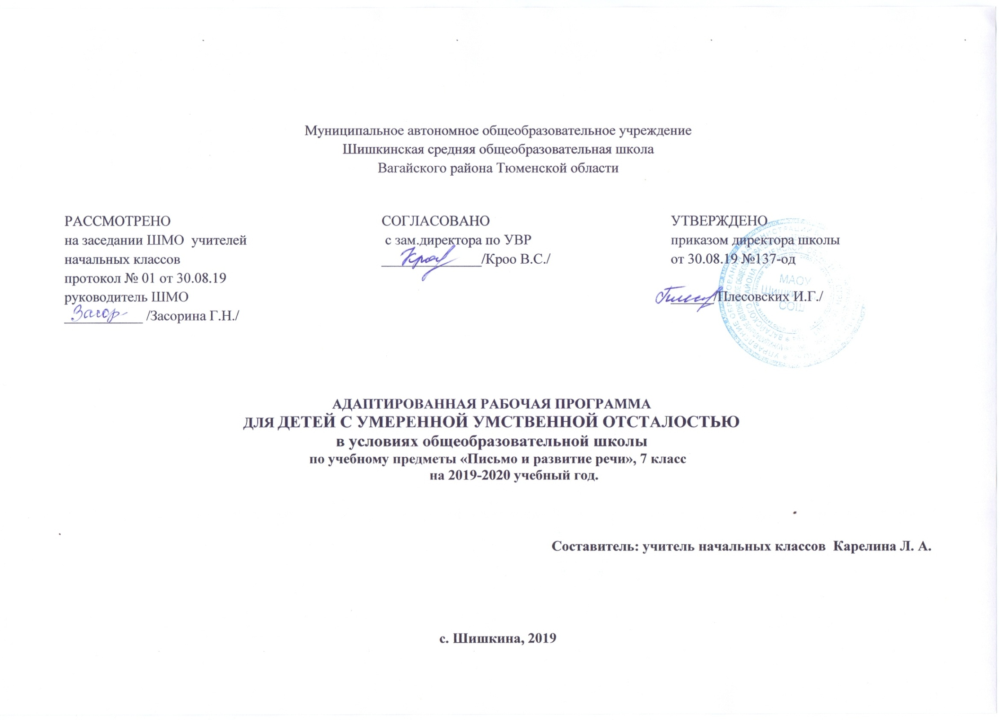 Муниципальное автономное общеобразовательное учреждение
Шишкинская средняя общеобразовательная школа
Вагайского района Тюменской области
РАССМОТРЕНО
на заседании ШМО учителей
начальных классов
протокол № 01 от 30.08.19
руководитель ШМО
____________ /Засорина Г.Н./
СОГЛАСОВАНО
с зам.директора по УВР
_______________/Кроо В.С./
УТВЕРЖДЕНО
приказом директора школы
от 30.08.19 №137-од
______/Плесовских И.Г./
МАОУ
СОШ
АДАПТИРОВАННАЯ РАБОЧАЯ ПРОГРАММА
ДЛЯ ДЕТЕЙ С УМЕРЕННОЙ УМСТВЕННОЙ ОТСТАЛОСТЬЮ
в условиях общеобразовательной школы
по учебному предметы «Письмо и развитие речи», 7 класс
на 2019-2020 учебный год.
Составитель: учитель начальных классов Карелина Л. А.
с. Шишкина, 2019